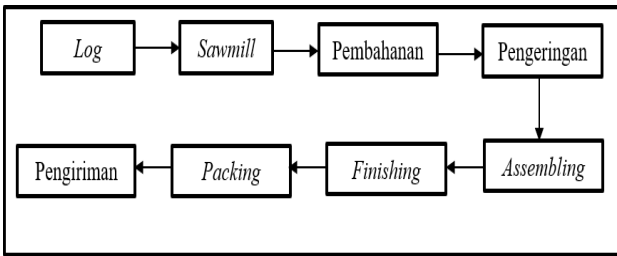 Log
Sawmill
Pembahanan
Pengeringan
Assembling
Finishing
Packing
Pengiriman